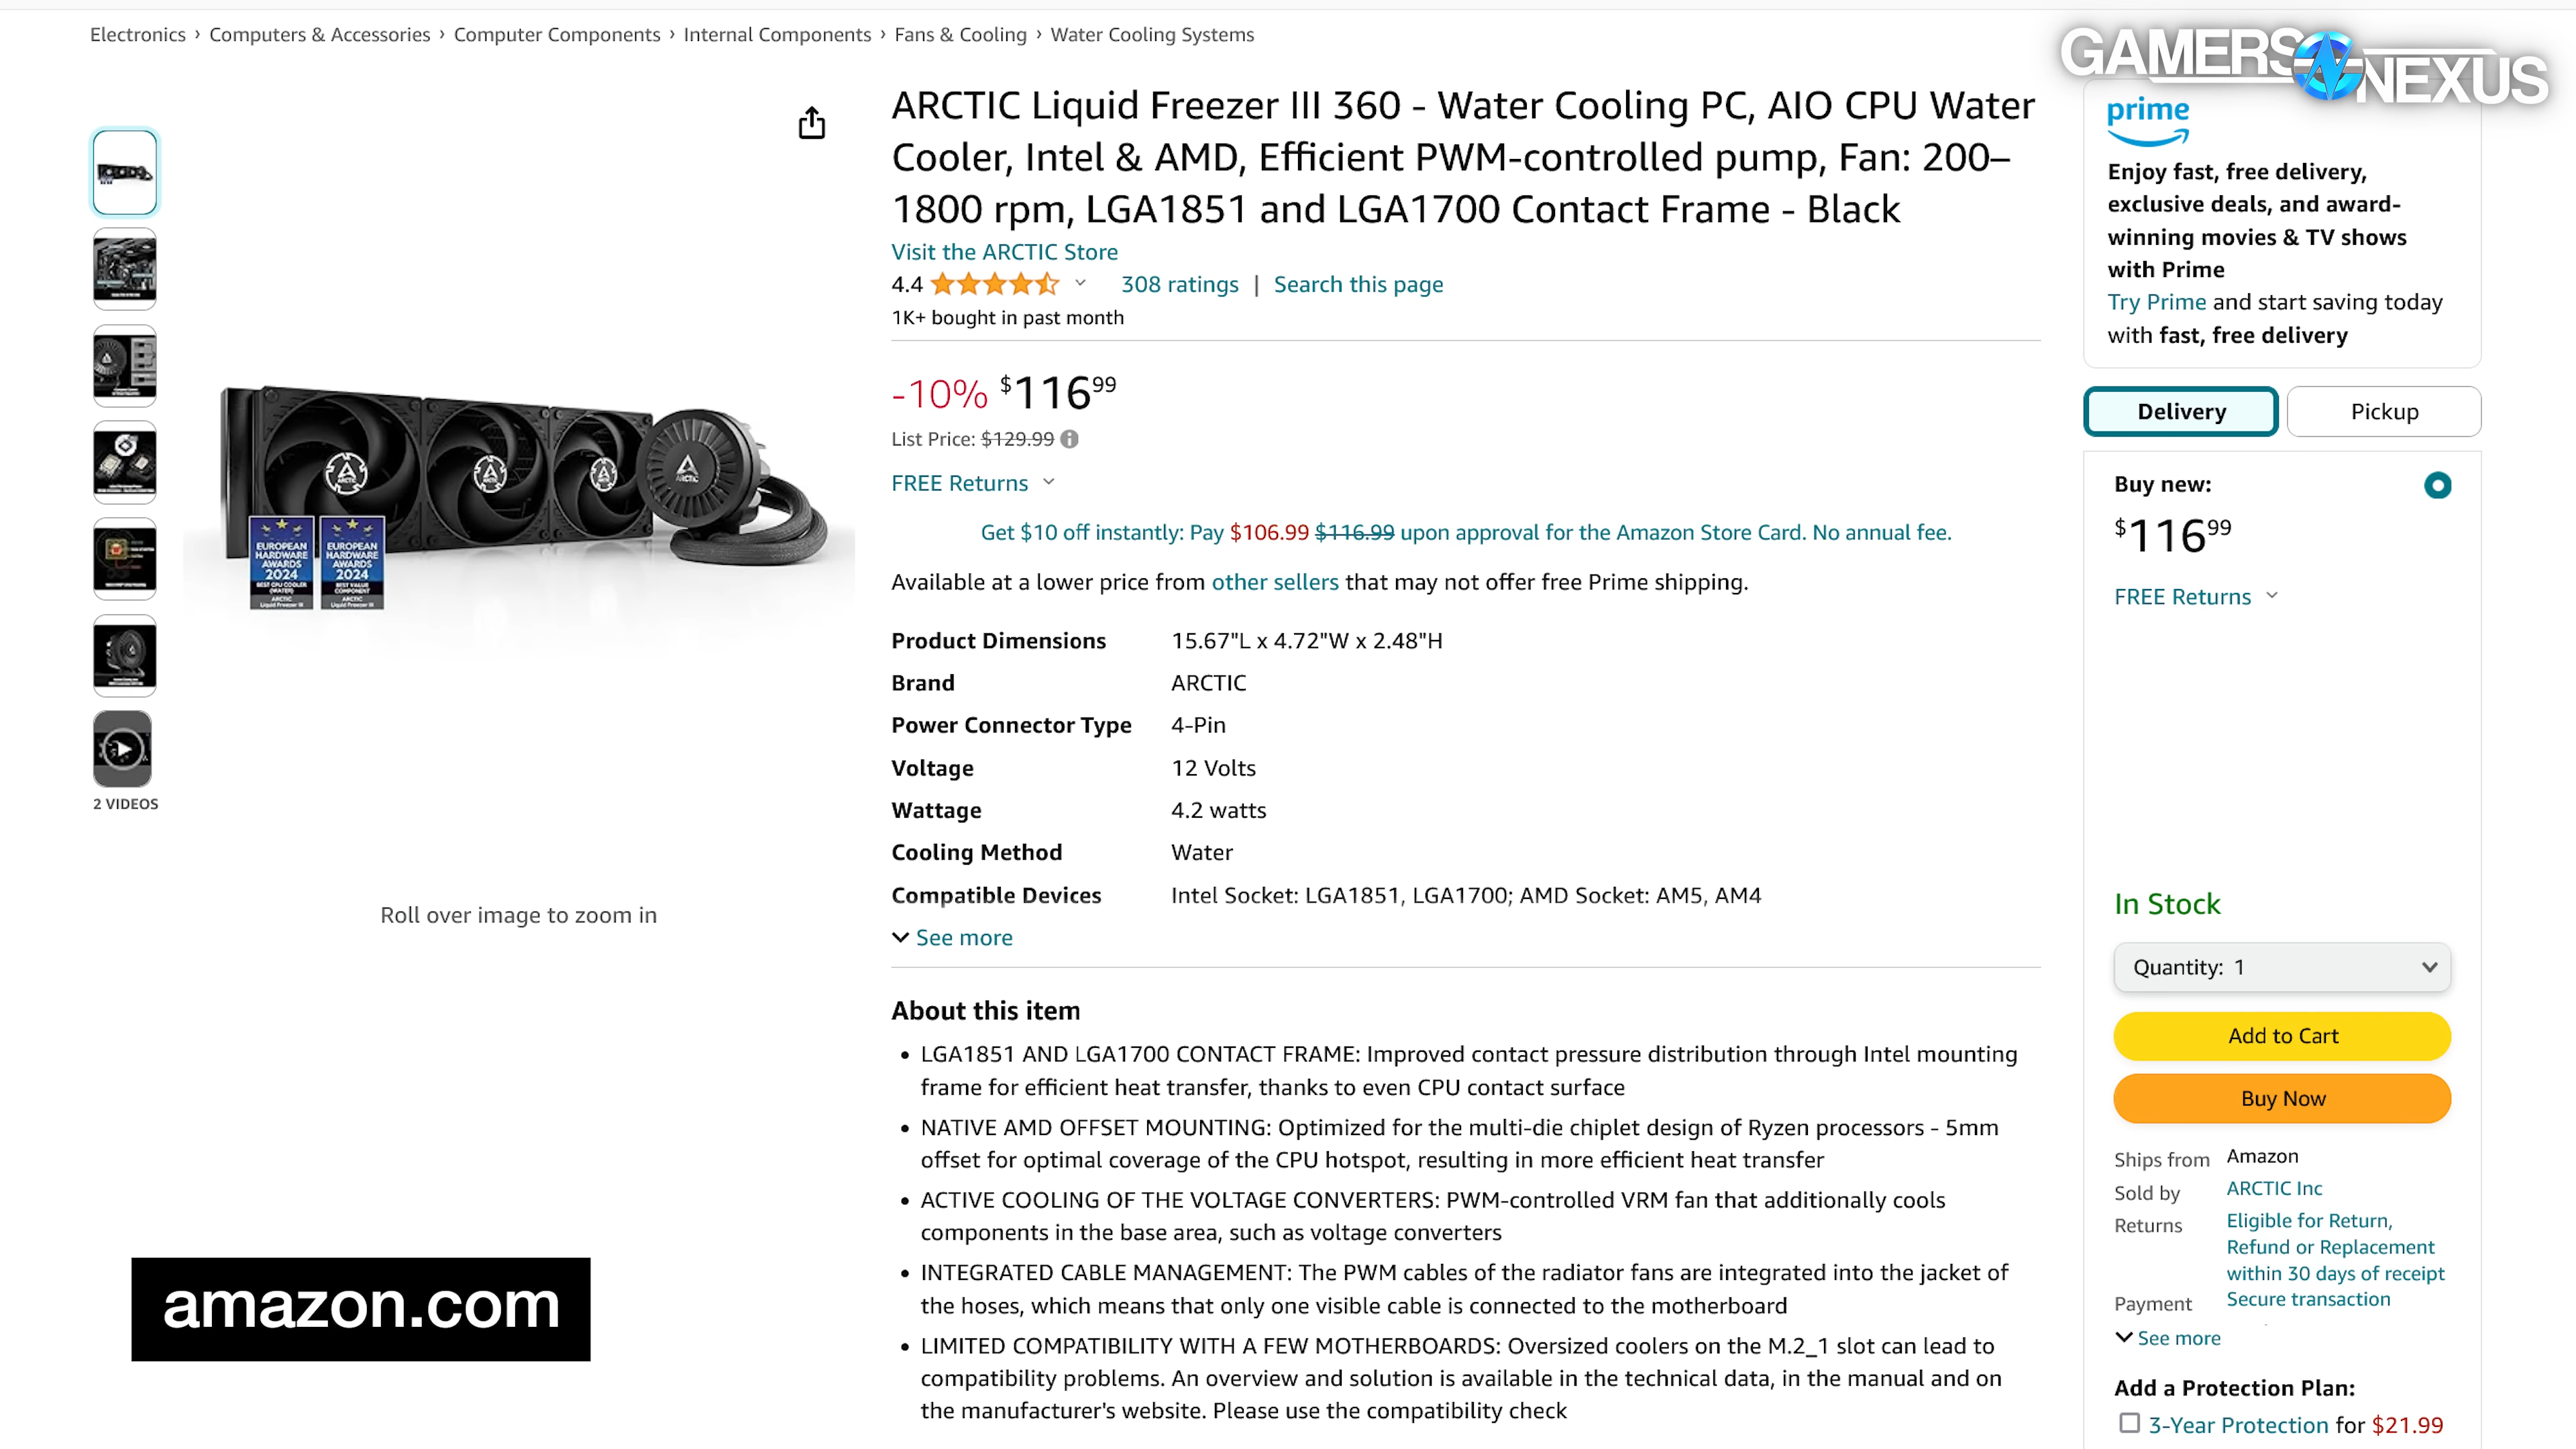 Electronics › Computers & Accessories › Computer Components › Internal Components › Fans & Cooling › Water Cooling Systems
GAMERS NEXUS
ARCTIC Liquid Freezer III 360 - Water Cooling PC, AIO CPU Water
Cooler, Intel & AMD, Efficient PWM-controlled pump, Fan: 200–
1800 rpm, LGA1851 and LGA1700 Contact Frame - Black
Visit the ARCTIC Store
4.4 308 ratings | Search this page
1K+ bought in past month
-10% $116 99
List Price: $129.99
FREE Returns
Get $10 off instantly: Pay $106.99 $116.99 upon approval for the Amazon Store Card. No annual fee.
Available at a lower price from other sellers that may not offer free Prime shipping.
Product Dimensions 15.67"L x 4.72"W x 2.48"H
Brand ARCTIC
Power Connector Type 4-Pin
Voltage 12 Volts
Wattage 4.2 watts
Cooling Method Water
Compatible Devices Intel Socket: LGA1851, LGA1700; AMD Socket: AM5, AM4
See more
About this item
• LGA1851 AND LGA1700 CONTACT FRAME: Improved contact pressure distribution through Intel mounting
frame for efficient heat transfer, thanks to even CPU contact surface
• NATIVE AMD OFFSET MOUNTING: Optimized for the multi-die chiplet design of Ryzen processors - 5mm
offset for optimal coverage of the CPU hotspot, resulting in more efficient heat transfer
• ACTIVE COOLING OF THE VOLTAGE CONVERTERS: PWM-controlled VRM fan that additionally cools
components in the base area, such as voltage converters
• INTEGRATED CABLE MANAGEMENT: The PWM cables of the radiator fans are integrated into the jacket of
the hoses, which means that only one visible cable is connected to the motherboard
• LIMITED COMPATIBILITY WITH A FEW MOTHERBOARDS: Oversized coolers on the M.2_1 slot can lead to
compatibility problems. An overview and solution is available in the technical data, in the manual and on
the manufacturer's website. Please use the compatibility check
ARCTIC
ARCTIC
ARCTIC
ARCTIC
EUROPEAN
HARDWARE
AWARDS
2024
BEST CPU COOLER
(WATER)
ARCTIC
Liquid Freezer III
EUROPEAN
HARDWARE
AWARDS
2024
BEST VALUE
COMPONENT
ARCTIC
Liquid Freezer III
2 VIDEOS
Roll over image to zoom in
amazon.com
prime
Enjoy fast, free delivery,
exclusive deals, and award-
winning movies & TV shows
with Prime
Try Prime and start saving today
with fast, free delivery
Delivery
Pickup
Buy new:
$116 99
FREE Returns
In Stock
Quantity: 1
Add to Cart
Buy Now
Ships from Amazon
Sold by ARCTIC Inc
Returns Eligible for Return,
Refund or Replacement
within 30 days of receipt
Payment Secure transaction
See more
Add a Protection Plan:
3-Year Protection for $21.99